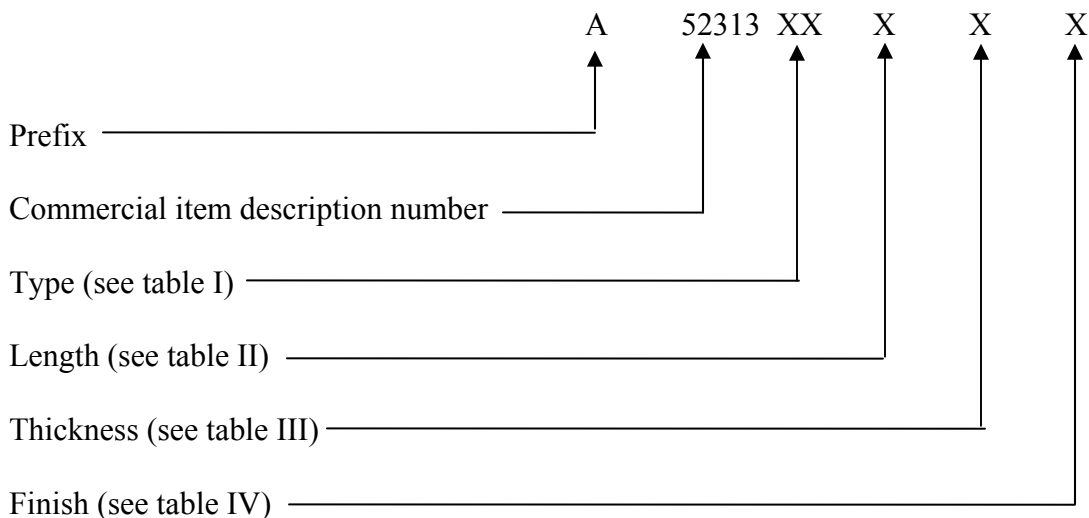 A 52313 XX X X X
Prefix
Commercial item description number
Type (see table I)
Length (see table II)
Thickness (see table III)
Finish (see table IV)